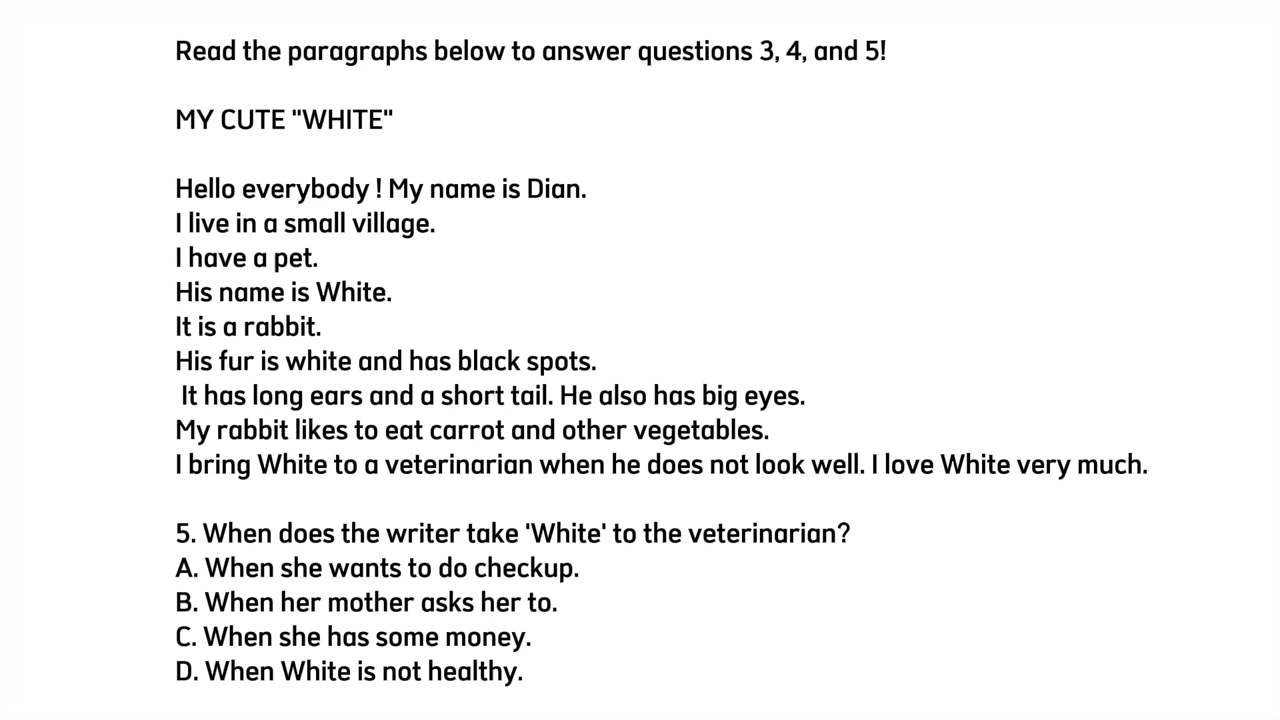 Read the paragraphs below to answer questions 3, 4, and 5!
MY CUTE "WHITE"
Hello everybody ! My name is Dian.
I live in a small village.
I have a pet.
His name is White.
It is a rabbit.
His fur is white and has black spots.
It has long ears and a short tail. He also has big eyes.
My rabbit likes to eat carrot and other vegetables.
I bring White to a veterinarian when he does not look well. I love White very much.
5. When does the writer take 'White' to the veterinarian?
A. When she wants to do checkup.
B. When her mother asks her to.
C. When she has some money.
D. When White is not healthy.